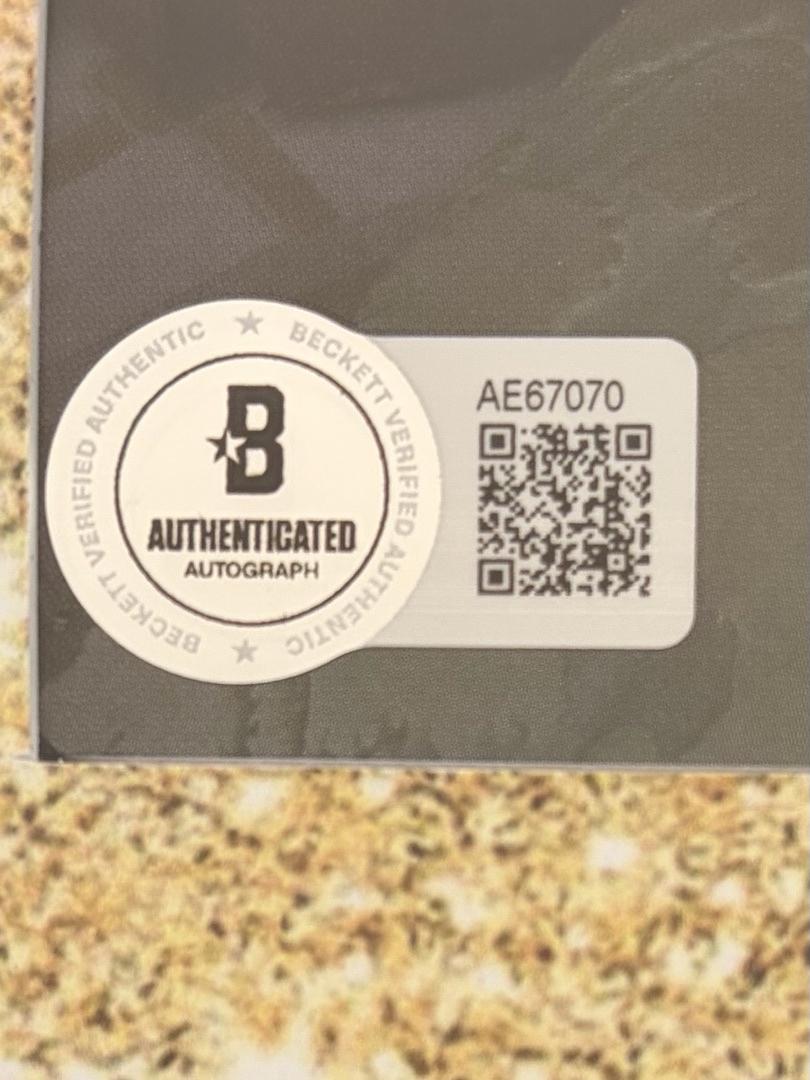 BECKETT VERIFIED AUTHENTIC ★ BECKETT VERIFIED AUTHENTIC ★
B
AUTHENTICATED
AUTOGRAPH
AE67070